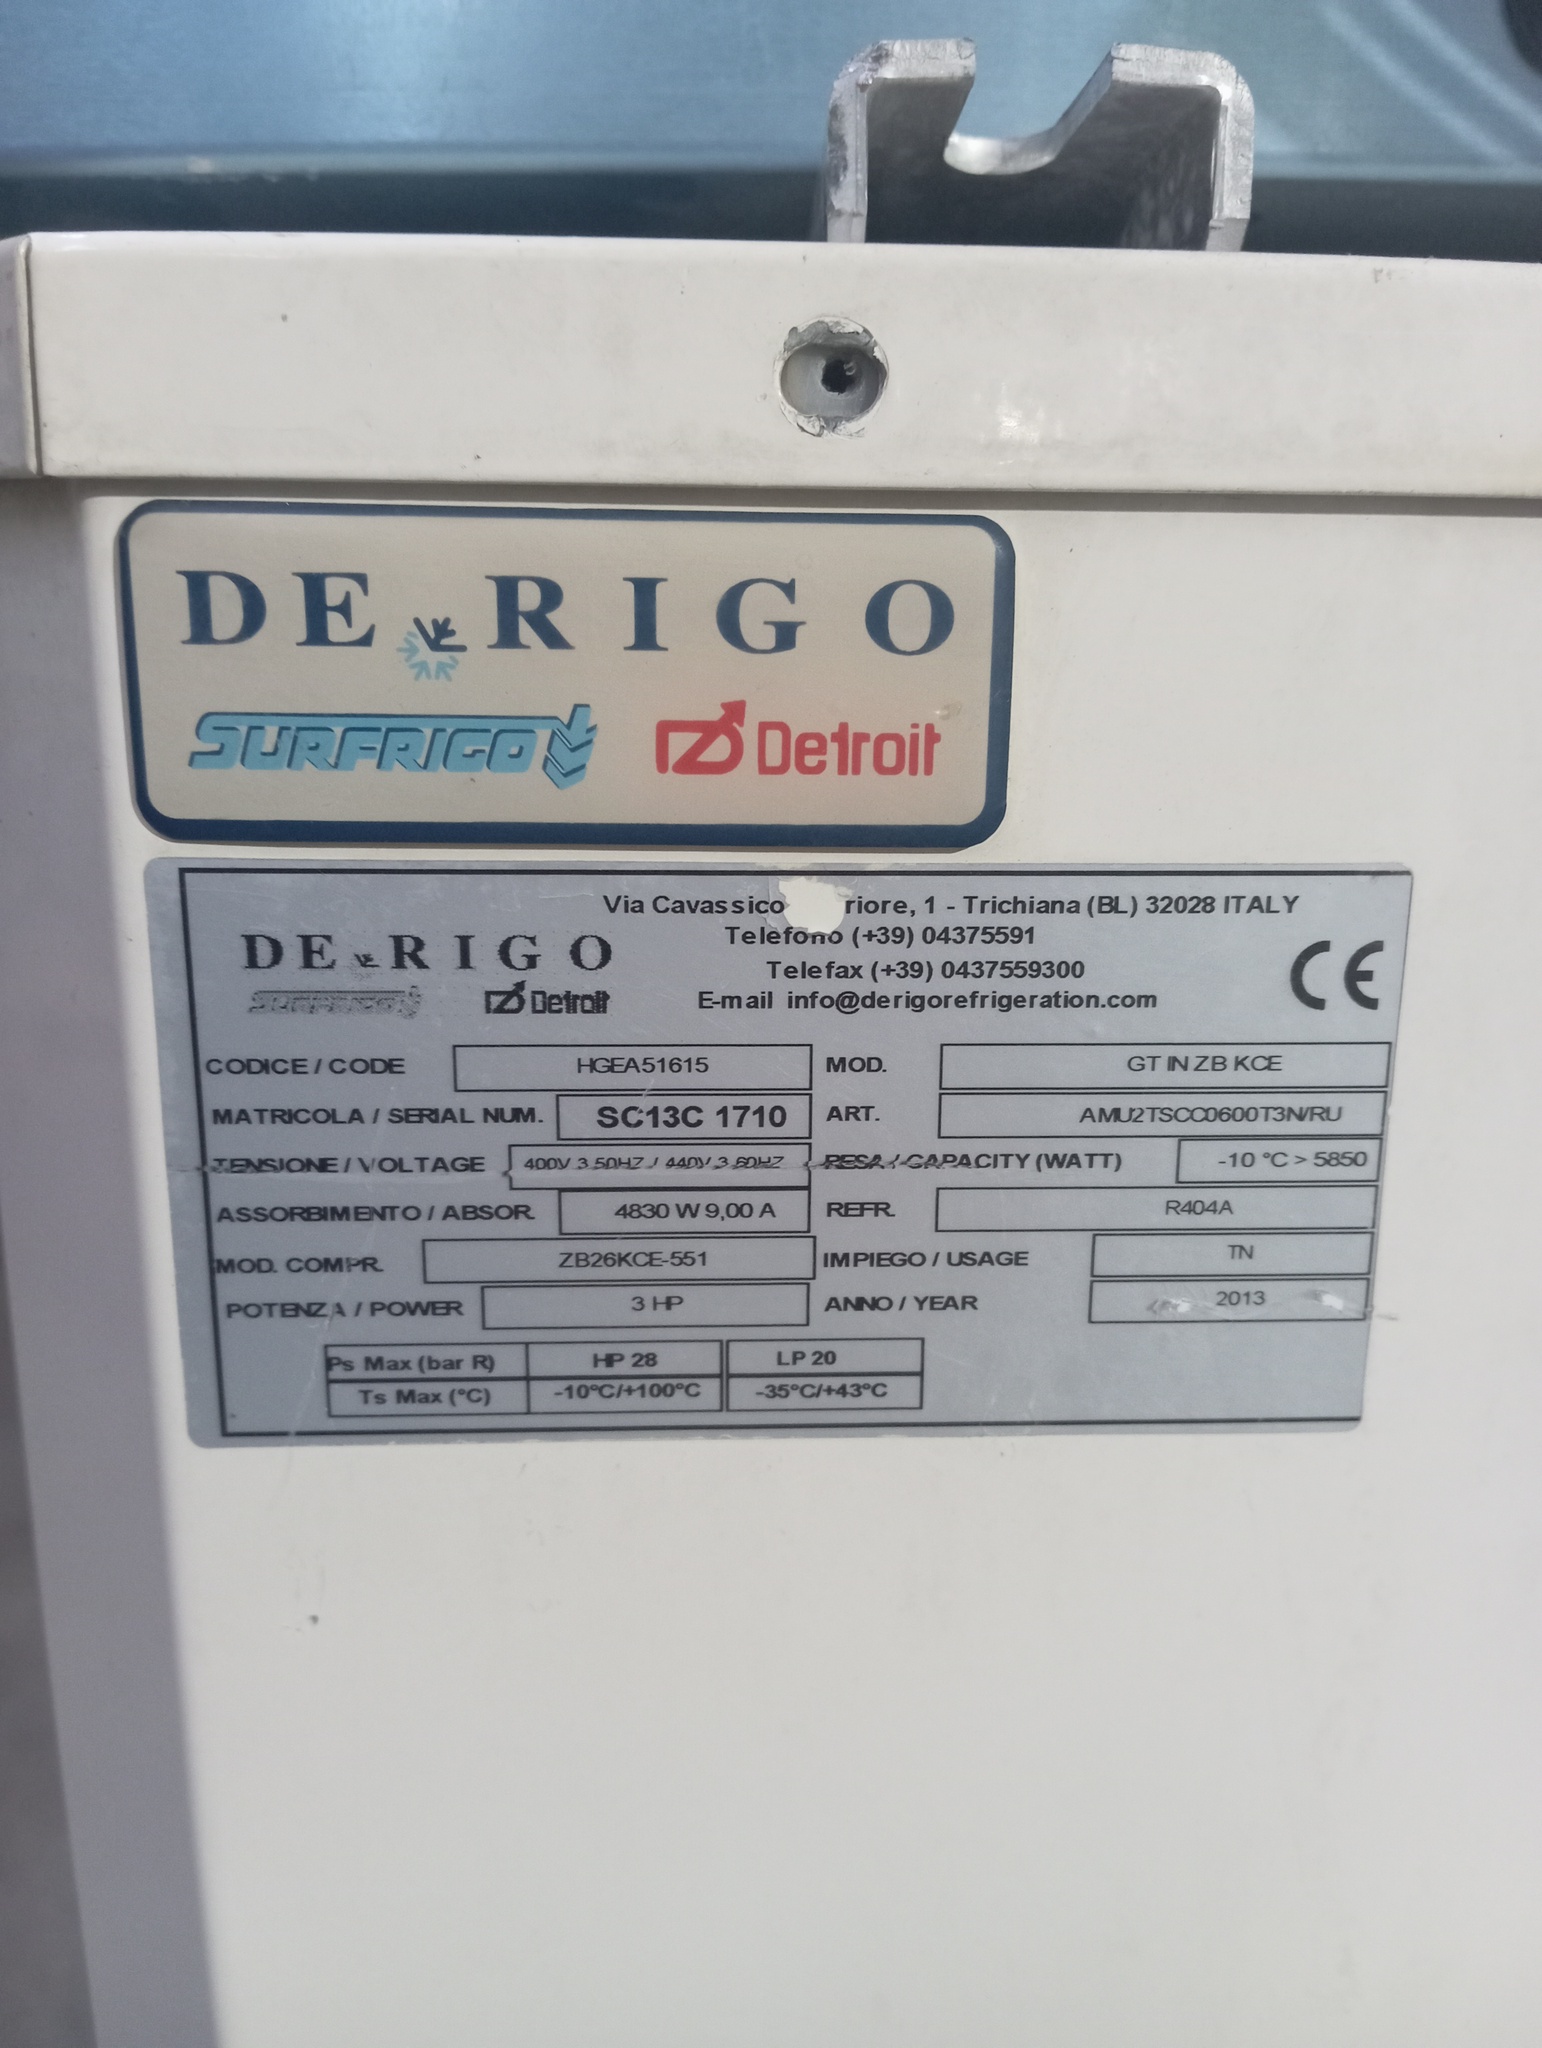 DE RIGO
SURFRIGO Detroit
Via Cavassico riore, 1 - Trichiana (BL) 32028 ITALY
Telefono (+39) 04375591
Telefax (+39) 0437559300
E-mail info@derigorefrigeration.com
DE RIGO
SURFRIGO Detroit
CE
CODICE / CODE HGEA51615 MOD. GT IN ZB KCE
MATRICOLA / SERIAL NUM. SC13C 1710 ART. AMU2TSCC0600T3N/RU
TENSIONE / VOLTAGE 400V 3 50HZ / 440V 3 60HZ RESA / CAPACITY (WATT) -10 °C > 5850
ASSORBIMENTO / ABSOR. 4830 W 9,00 A REFR. R404A
MOD. COMPR. ZB26KCE-551 IMPIEGO / USAGE TN
POTENZA / POWER 3 HP ANNO / YEAR 2013
Ps Max (bar R) HP 28 LP 20
Ts Max (°C) -10°C/+100°C -35°C/+43°C